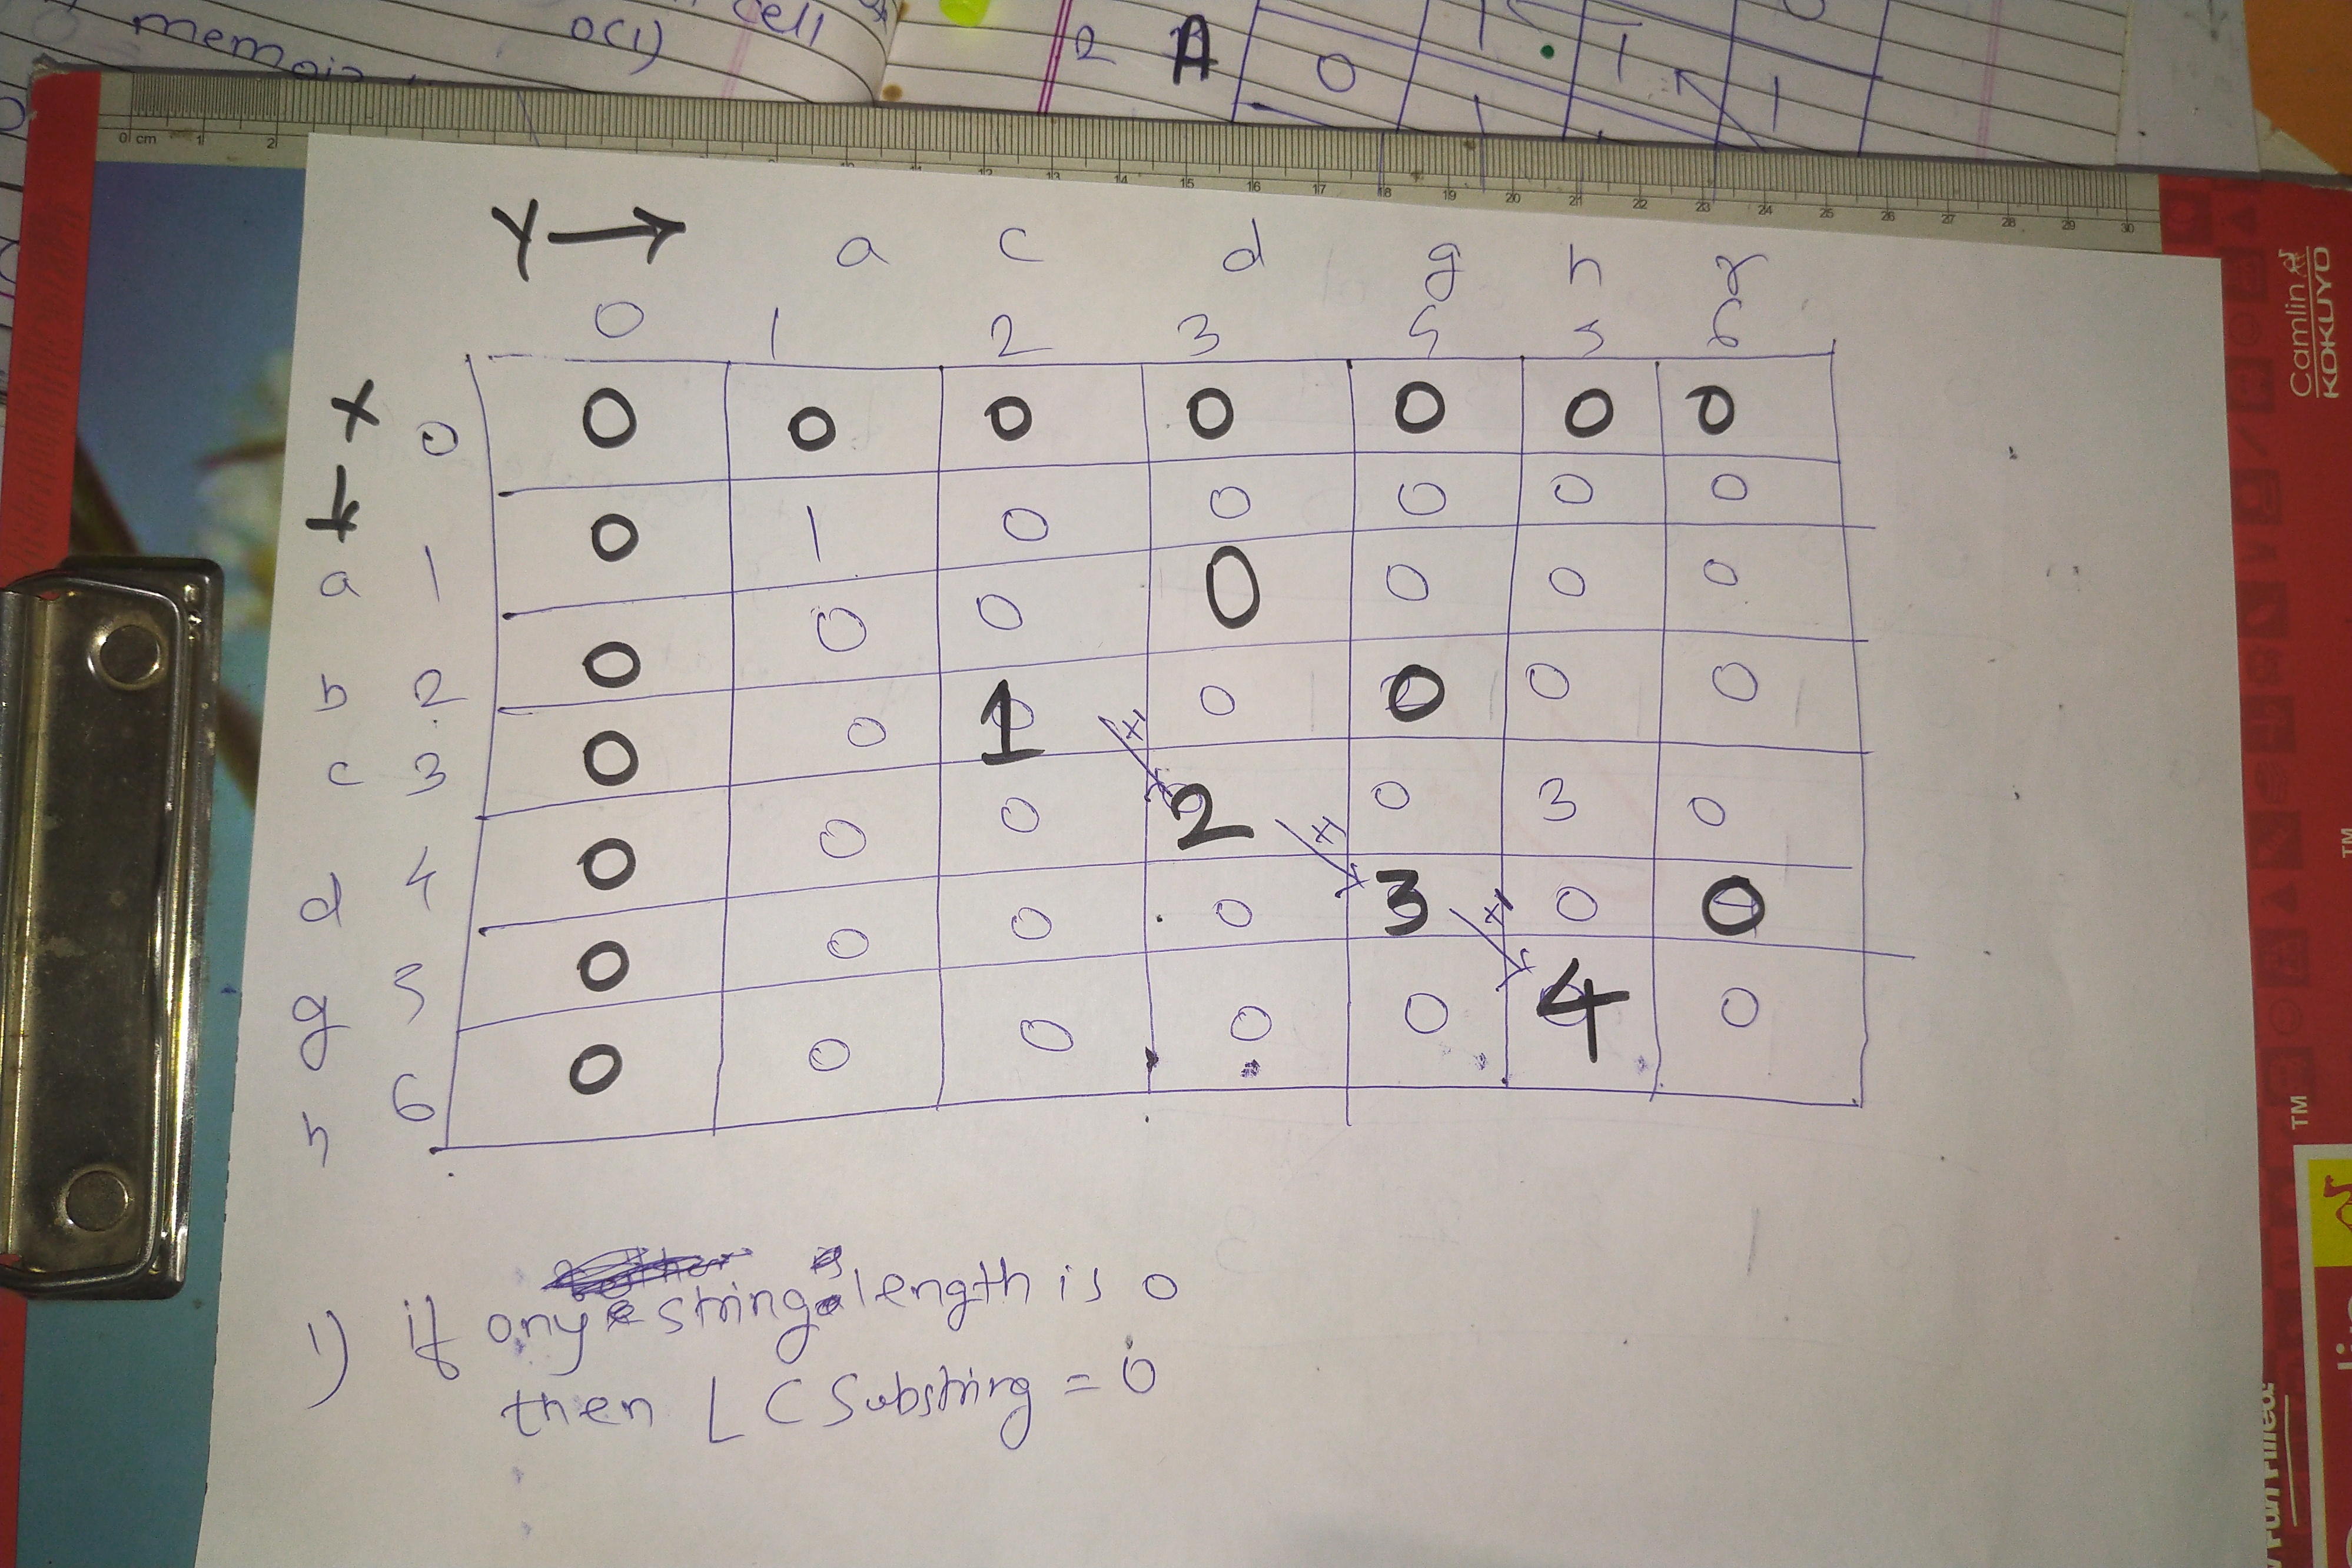 cell
memoiz
O(1)
2 A 0 1 1 1
0 cm 1 2 11 12 13 14 15 16 17 18 19 20 21 22 23 24 25 26 27 28 29 30
Camlin
KOKUYO
Y → a c d g h r
0 1 2 3 5 5 6
X 0 0 0 0 0 0 0 0
a 1 0 1 0 0 0 0 0
b 2 0 0 0 0 0 0 0
c 3 0 0 1 0 0 0 0
d 4 0 0 0 2 0 3 0
g 5 0 0 0 0 3 0 0
h 6 0 0 0 0 0 4 0
+1
+1
+1
1) if any string length is 0
then LC Substring = 0
TM
TM
Fun Filled!